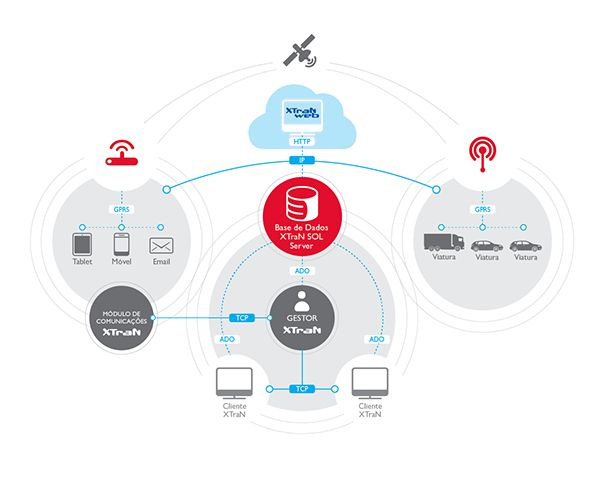 XTraN
web
HTTP
IP
GPRS
Tablet
Móvel
Email
Base de Dados
XTraN SQL
Server
GPRS
Viatura
Viatura
Viatura
ADO
MÓDULO DE
COMUNICAÇÕES
XTraN
TCP
GESTOR
XTraN
ADO
ADO
TCP
Cliente
XTraN
Cliente
XTraN